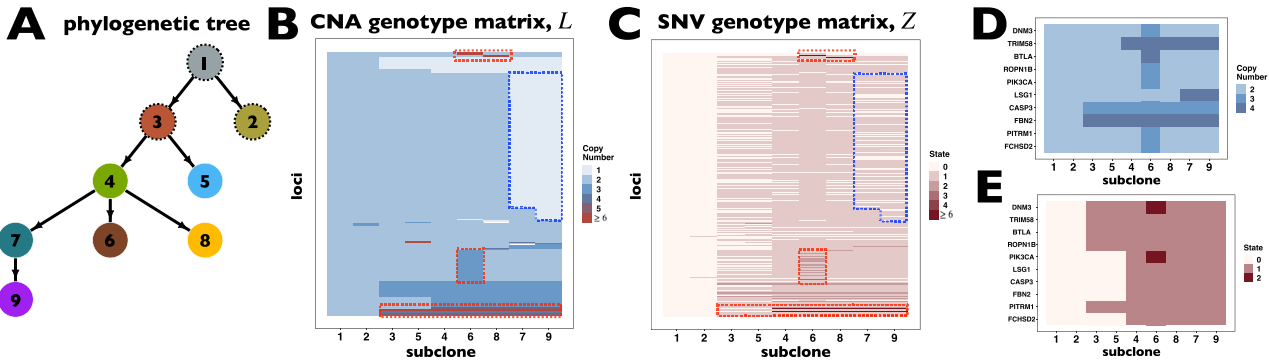 A phylogenetic tree
1
3
2
4
5
7
6
8
9
B CNA genotype matrix, L
loci
1 2 3 5 4 6 8 7 9
subclone
Copy
Number
1
2
3
4
5
≥ 6
C SNV genotype matrix, Z
loci
1 2 3 5 4 6 8 7 9
subclone
State
0
1
2
3
4
≥ 6
D
DNM3
TRIM58
BTLA
ROPN1B
PIK3CA
LSG1
CASP3
FBN2
PITRM1
FCHSD2
1 2 3 5 4 6 8 7 9
subclone
Copy
Number
2
3
4
E
DNM3
TRIM58
BTLA
ROPN1B
PIK3CA
LSG1
CASP3
FBN2
PITRM1
FCHSD2
1 2 3 5 4 6 8 7 9
subclone
State
0
1
2